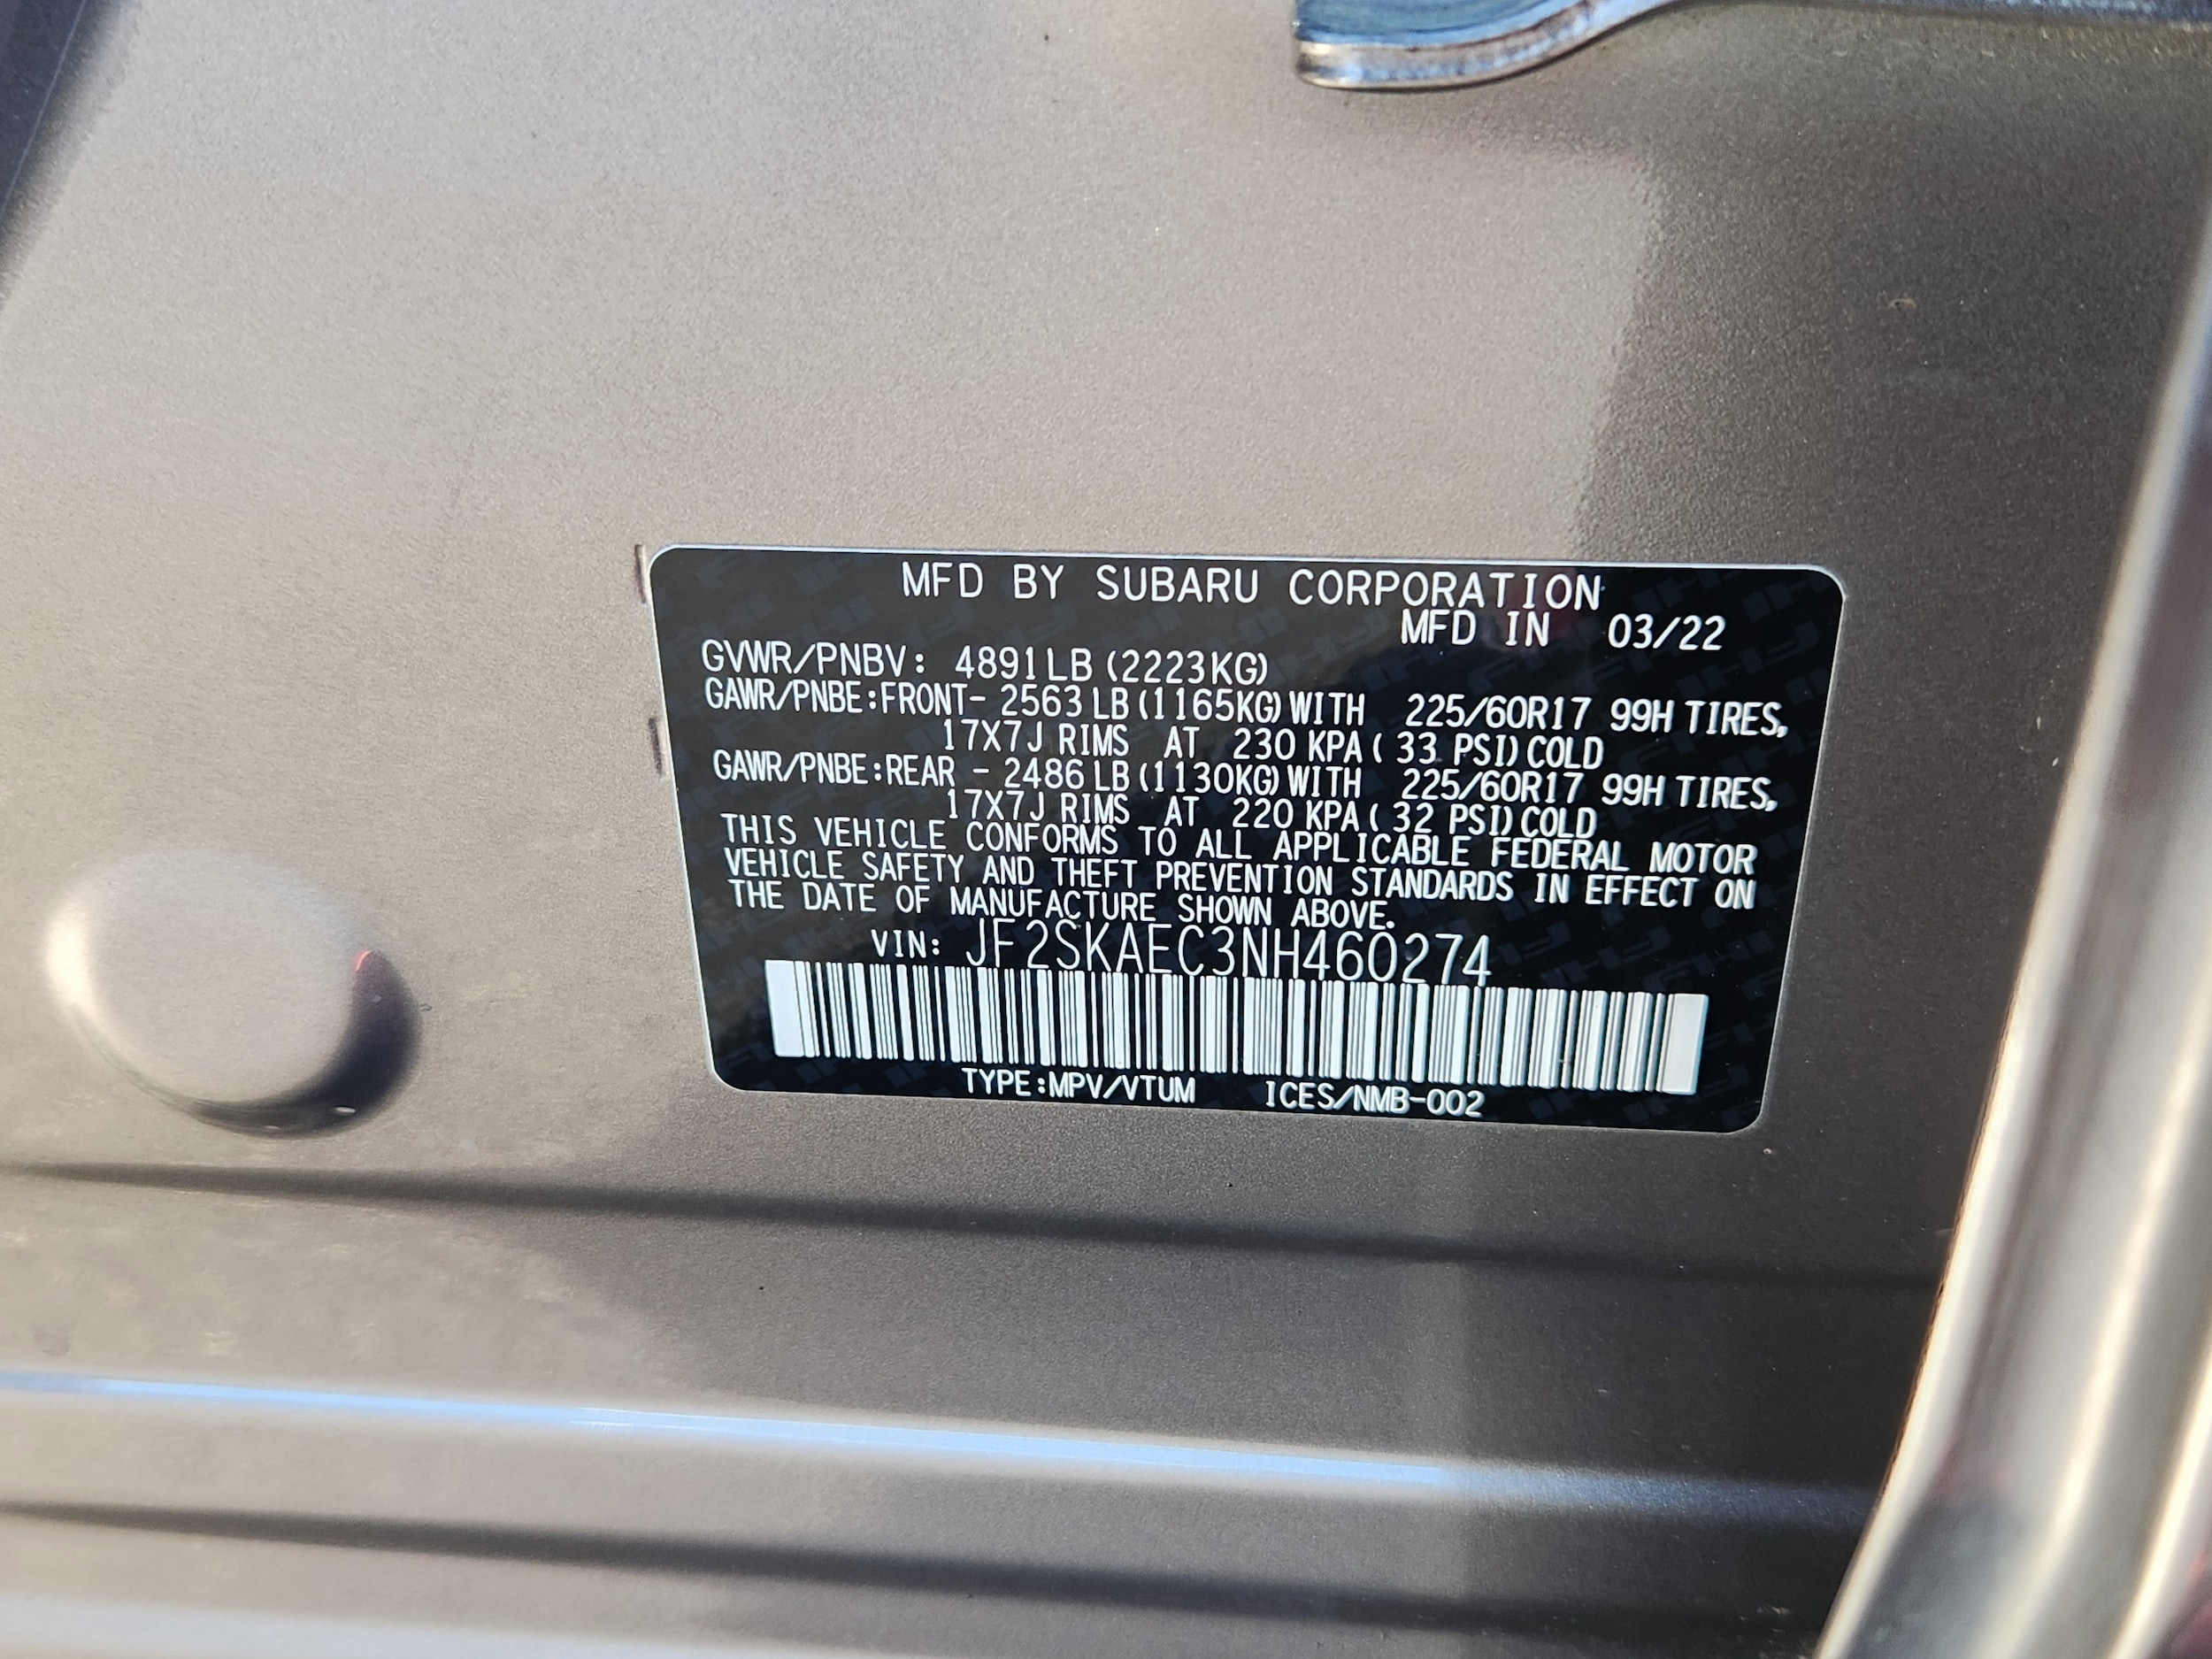 MFD BY SUBARU CORPORATION
MFD IN 03/22
GVWR/PNBV: 4891LB (2223KG)
GAWR/PNBE:FRONT- 2563 LB (1165KG) WITH 225/60R17 99H TIRES,
17X7J RIMS AT 230 KPA ( 33 PSI) COLD
GAWR/PNBE:REAR - 2486 LB (1130KG) WITH 225/60R17 99H TIRES,
17X7J RIMS AT 220 KPA ( 32 PSI) COLD
THIS VEHICLE CONFORMS TO ALL APPLICABLE FEDERAL MOTOR
VEHICLE SAFETY AND THEFT PREVENTION STANDARDS IN EFFECT ON
THE DATE OF MANUFACTURE SHOWN ABOVE.
VIN: JF2SKAEC3NH460274
TYPE:MPV/VTUM ICES/NMB-002